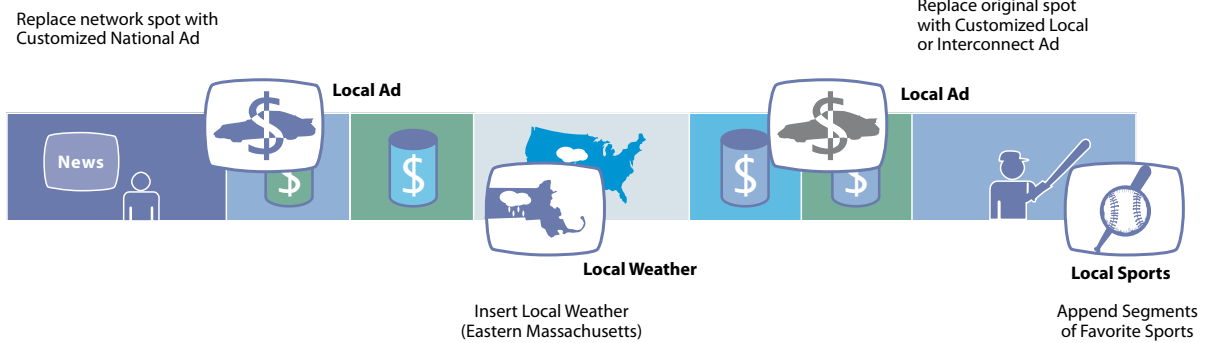 Replace network spot with
Customized National Ad
Replace original spot
with Customized Local
or Interconnect Ad
Local Ad
Local Ad
News
$
$
$
$
$
$
Local Weather
Local Sports
Insert Local Weather
(Eastern Massachusetts)
Append Segments
of Favorite Sports